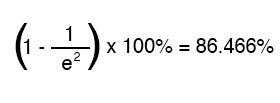 (1 - 1/e²) x 100% = 86.466%